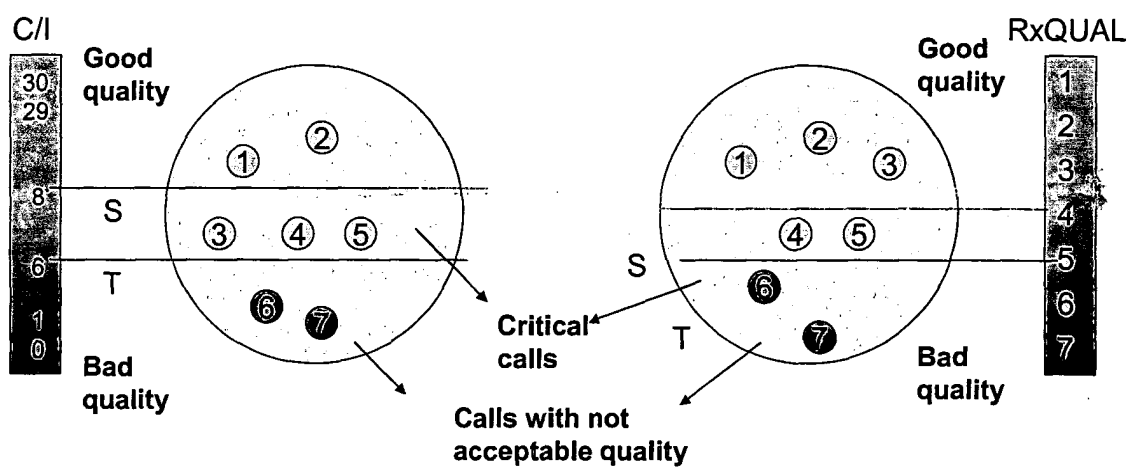 C/I
30
29
8
6
1
0
Good
quality
S
T
Bad
quality
1
2
3
4
5
6
7
Critical
calls
Calls with not
acceptable quality
1
2
3
4
5
6
7
S
T
Good
quality
Bad
quality
RxQUAL
1
2
3
4
5
6
7